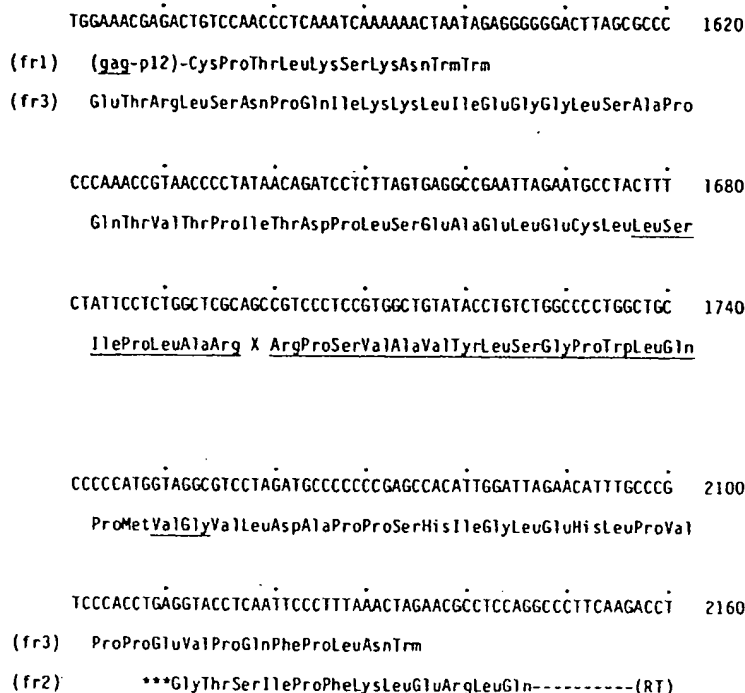 TGGAAACGAGACTGTCCAACCCTCAAATCAAAAAACTAATAGAGGGGGGACTTAGCGCCC 1620
(fr1) (gag-p12)-CysProThrLeuLysSerLysAsnTrmTrm
(fr3) GluThrArgLeuSerAsnProGlnIleLysLysLeuIleGluGlyGlyLeuSerAlaPro
CCCAAACCGTAACCCCTATAACAGATCCTCTTAGTGAGGCCGAATTAGAATGCCTACTTT 1680
GlnThrValThrProIleThrAspProLeuSerGluAlaGluLeuGluCysLeuLeuSer
CTATTCCTCTGGCTCGCAGCCGTCCCTCCGTGGCTGTATACCTGTCTGGCCCCTGGCTGC 1740
IleProLeuAlaArg X ArgProSerValAlaValTyrLeuSerGlyProTrpLeuGln
CCCCCATGGTAGGCGTCCTAGATGCCCCCCCGAGCCACATTGGATTAGAACATTTGCCCG 2100
ProMetValGlyValLeuAspAlaProProSerHisIleGlyLeuGluHisLeuProVal
TCCCACCTGAGGTACCTCAATTCCCTTTAAACTAGAACGCCTCCAGGCCCTTCAAGACCT 2160
(fr3) ProProGluValProGlnPheProLeuAsnTrm
(fr2) ***GlyThrSerIleProPheLysLeuGluArgLeuGln----------(RT)